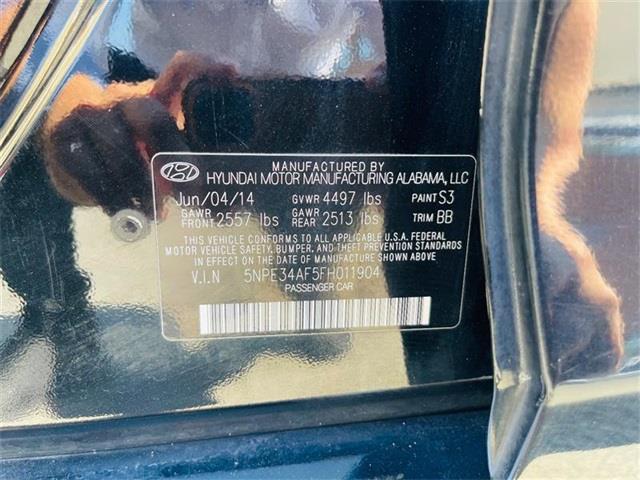 MANUFACTURED BY
HYUNDAI MOTOR MANUFACTURING ALABAMA, LLC
Jun/04/14 GVWR 4497 lbs PAINT S3
GAWR FRONT 2557 lbs GAWR REAR 2513 lbs TRIM BB
THIS VEHICLE CONFORMS TO ALL APPLICABLE U.S.A. FEDERAL
MOTOR VEHICLE SAFETY, BUMPER, AND THEFT PREVENTION STANDARDS
IN EFFECT ON THE DATE OF MANUFACTURE SHOWN ABOVE.
V.I.N 5NPE34AF5FH011904
PASSENGER CAR